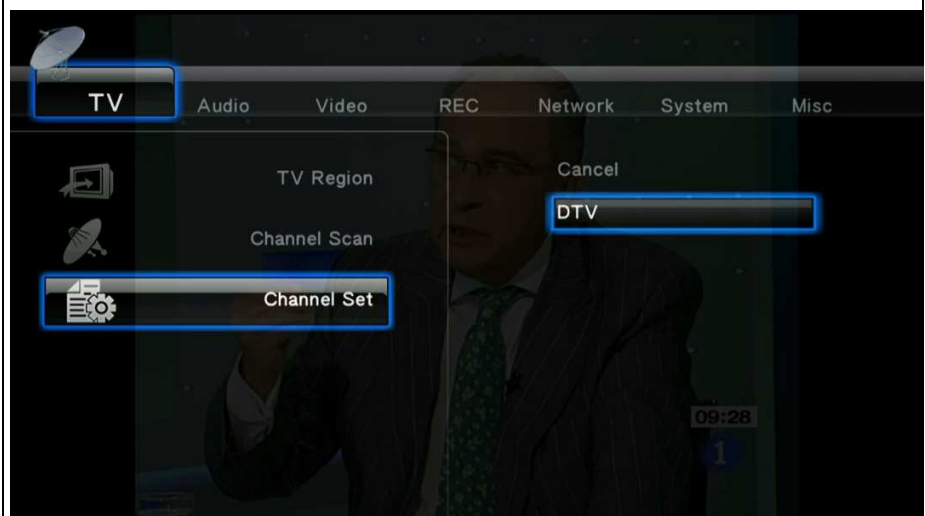 TV Audio Video REC Network System Misc
TV Region
Channel Scan
Channel Set
Cancel
DTV
09:28
1